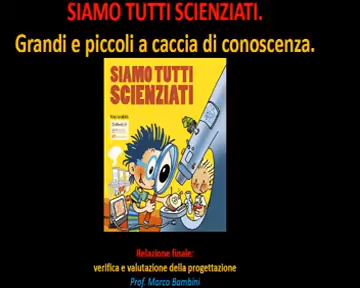 SIAMO TUTTI SCIENZIATI.
Grandi e piccoli a caccia di conoscenza.
SIAMO TUTTI
SCIENZIATI
Relazione finale:
verifica e valutazione della progettazione
Prof. Marco Bambini